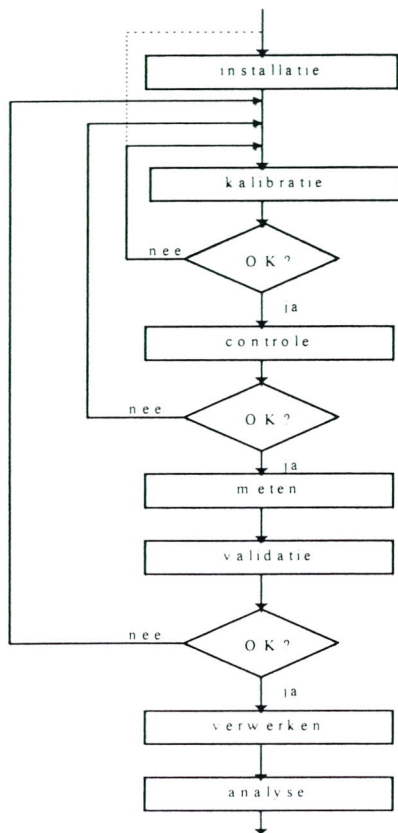 installatie
kalibratie
nee
OK?
ja
controle
nee
OK?
ja
meten
validatie
nee
OK?
ja
verwerken
analyse